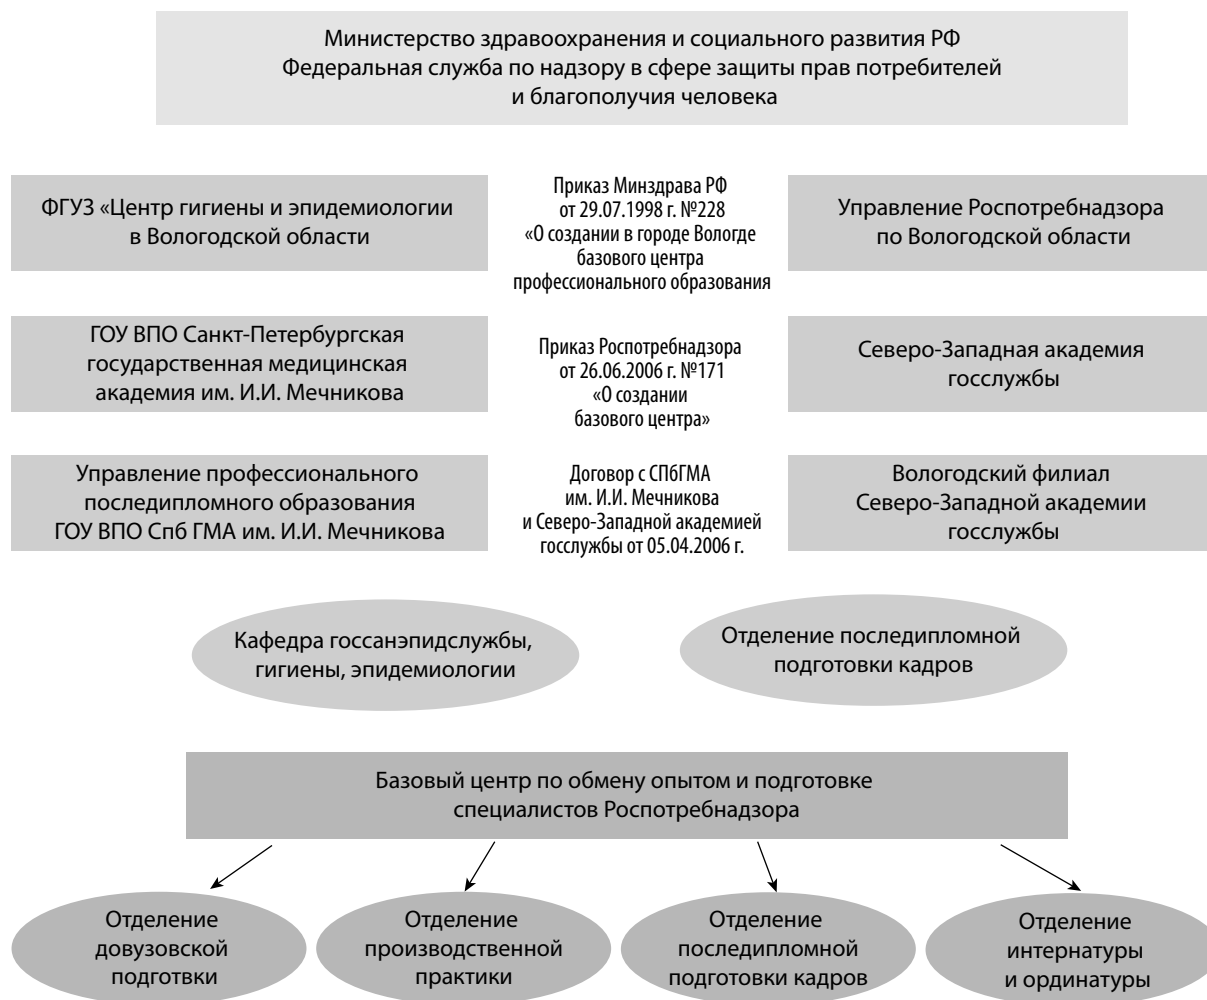 Министерство здравоохранения и социального развития РФ
Федеральная служба по надзору в сфере защиты прав потребителей
и благополучия человека
ФГУЗ «Центр гигиены и эпидемиологии
в Вологодской области
Приказ Минздрава РФ
от 29.07.1998 г. №228
«О создании в городе Вологде
базового центра
профессионального образования
Управление Роспотребнадзора
по Вологодской области
ГОУ ВПО Санкт-Петербургская
государственная медицинская
академия им. И.И. Мечникова
Приказ Роспотребнадзора
от 26.06.2006 г. №171
«О создании
базового центра»
Северо-Западная академия
госслужбы
Управление профессионального
последипломного образования
ГОУ ВПО Спб ГМА им. И.И. Мечникова
Договор с СПбГМА
им. И.И. Мечникова
и Северо-Западной академией
госслужбы от 05.04.2006 г.
Вологодский филиал
Северо-Западной академии
госслужбы
Кафедра госсанэпидслужбы,
гигиены, эпидемиологии
Отделение последипломной
подготовки кадров
Базовый центр по обмену опытом и подготовке
специалистов Роспотребнадзора
Отделение
довузовской
подготвки
Отделение
производственной
практики
Отделение
последипломной
подготовки кадров
Отделение
интернатуры
и ординатуры